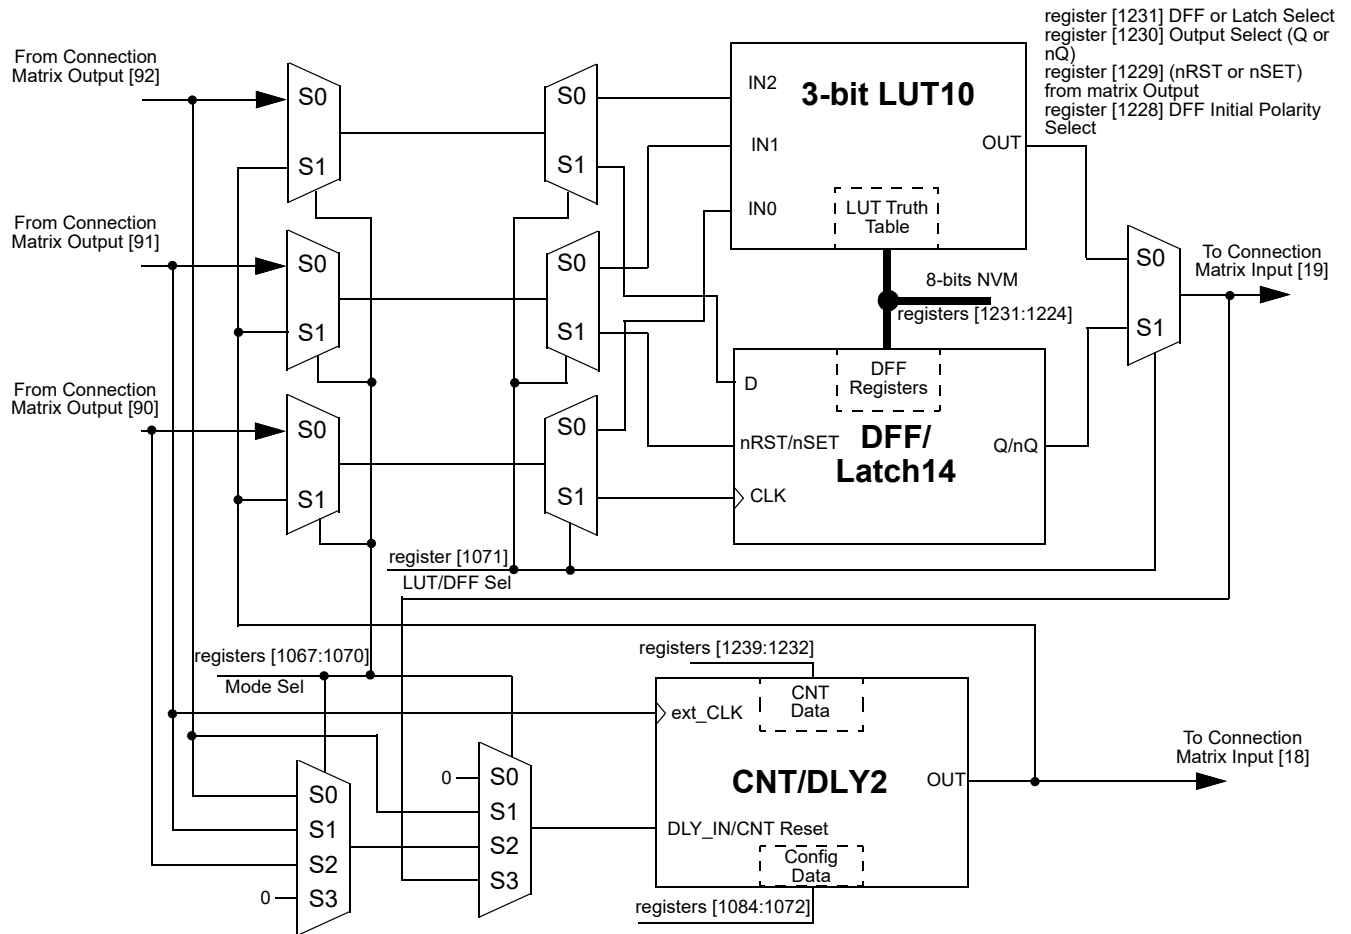 register [1231] DFF or Latch Select
register [1230] Output Select (Q or
nQ)
register [1229] (nRST or nSET)
from matrix Output
register [1228] DFF Initial Polarity
Select
From Connection
Matrix Output [92]
S0
S1
S0
S1
IN2
3-bit LUT10
IN1
OUT
IN0
LUT Truth
Table
From Connection
Matrix Output [91]
S0
S1
S0
S1
8-bits NVM
registers [1231:1224]
S0
S1
To Connection
Matrix Input [19]
From Connection
Matrix Output [90]
S0
S1
S0
S1
D
DFF
Registers
nRST/nSET
DFF/
Latch14
Q/nQ
CLK
register [1071]
LUT/DFF Sel
registers [1067:1070]
Mode Sel
registers [1239:1232]
CNT
Data
ext_CLK
CNT/DLY2
OUT
To Connection
Matrix Input [18]
DLY_IN/CNT Reset
Config
Data
registers [1084:1072]
0
S0
S1
S2
S3
S0
S1
S2
0
S3